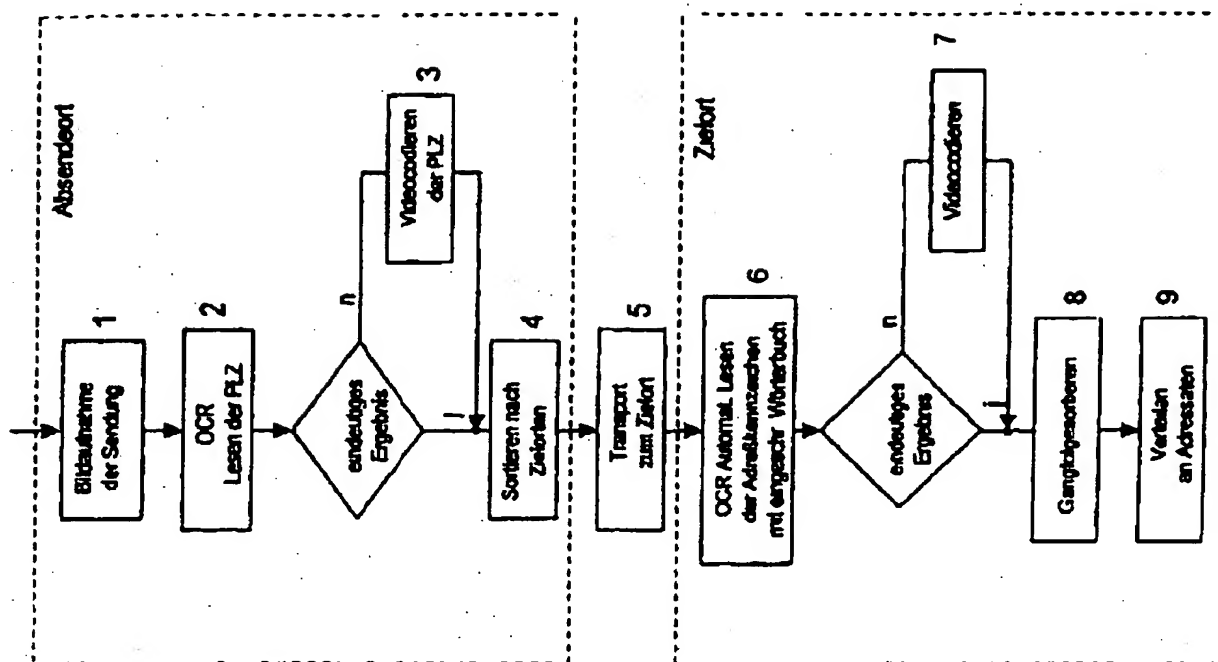 Absendeort
Bildaufnahme
der Sendung
1
OCR
Lesen der PLZ
2
eindeutiges
Ergebnis
n
j
Videocodieren
der PLZ
3
Sortieren nach
Zielorten
4
Transport
zum Zielort
5
Zielort
OCR Automat. Lesen
der Adreßkennzeichen
mit eingeschr Wörterbuch
6
eindeutiges
Ergebnis
n
j
Videocodieren
7
Gangfolgesortieren
8
Verteilen
an Adressaten
9